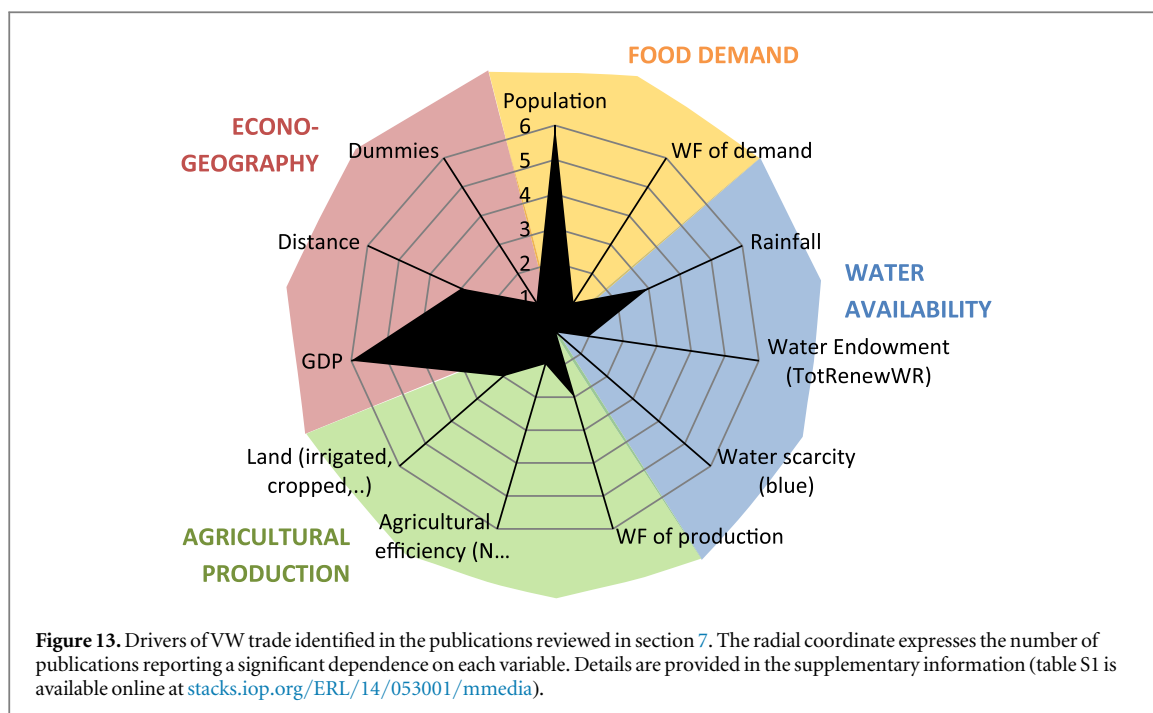 FOOD DEMAND
Population
ECONO-
GEOGRAPHY
Dummies
WF of demand
6
5
4
3
2
1
Distance
Rainfall
WATER
AVAILABILITY
GDP
Water Endowment
(TotRenewWR)
Land (irrigated,
cropped,..)
Water scarcity
(blue)
Agricultural
efficiency (N...
WF of production
AGRICULTURAL
PRODUCTION
Figure 13. Drivers of VW trade identified in the publications reviewed in section 7. The radial coordinate expresses the number of
publications reporting a significant dependence on each variable. Details are provided in the supplementary information (table S1 is
available online at stacks.iop.org/ERL/14/053001/mmedia).